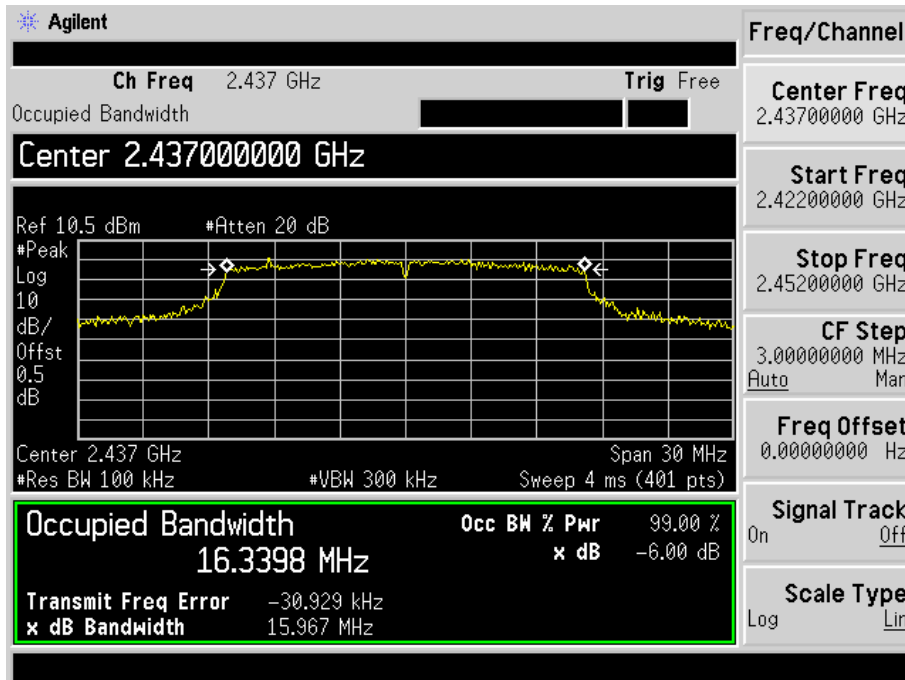 Agilent
Freq/Channel
Ch Freq 2.437 GHz Trig Free
Occupied Bandwidth
Center 2.437000000 GHz
Ref 10.5 dBm #Atten 20 dB
#Peak
Log
10
dB/
Offst
0.5
dB
Center 2.437 GHz Span 30 MHz
#Res BW 100 kHz #VBW 300 kHz Sweep 4 ms (401 pts)
Occupied Bandwidth Occ BW % Pwr 99.00 %
16.3398 MHz x dB -6.00 dB
Transmit Freq Error -30.929 kHz
x dB Bandwidth 15.967 MHz
Center Freq
2.43700000 GHz
Start Freq
2.42200000 GHz
Stop Freq
2.45200000 GHz
CF Step
3.00000000 MHz
Auto Man
Freq Offset
0.00000000 Hz
Signal Track
On Off
Scale Type
Log Lin